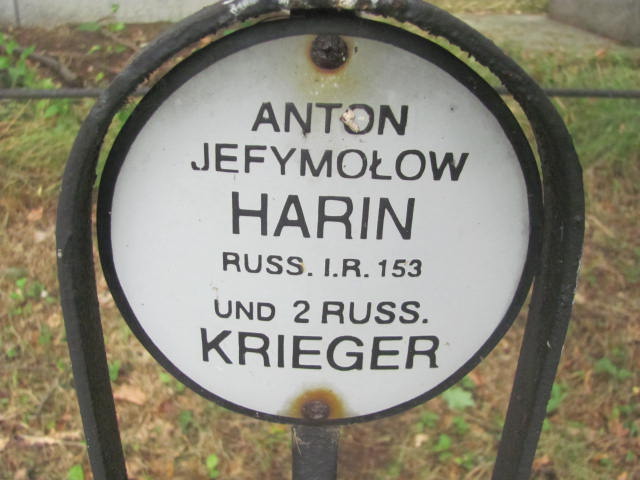 ANTON
JEFYMOŁOW
HARIN
RUSS. I.R. 153
UND 2 RUSS.
KRIEGER